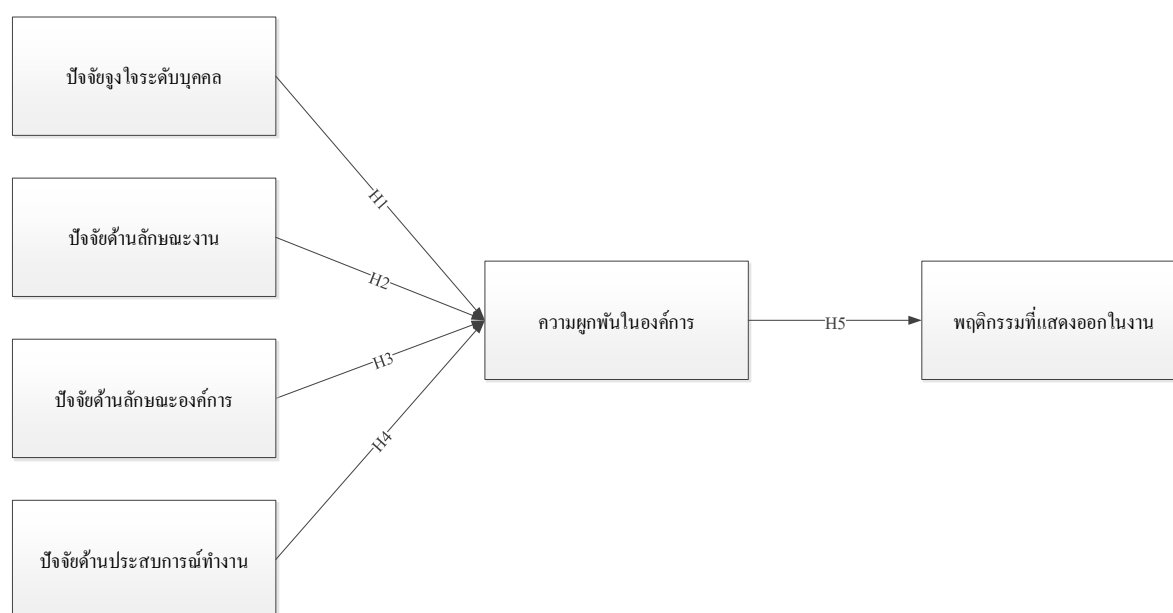 ปัจจัยจูงใจระดับบุคคล
H1
ปัจจัยด้านลักษณะงาน
H2
ความผูกพันในองค์การ
H5
พฤติกรรมที่แสดงออกในงาน
H3
ปัจจัยด้านลักษณะองค์การ
H4
ปัจจัยด้านประสบการณ์ทำงาน